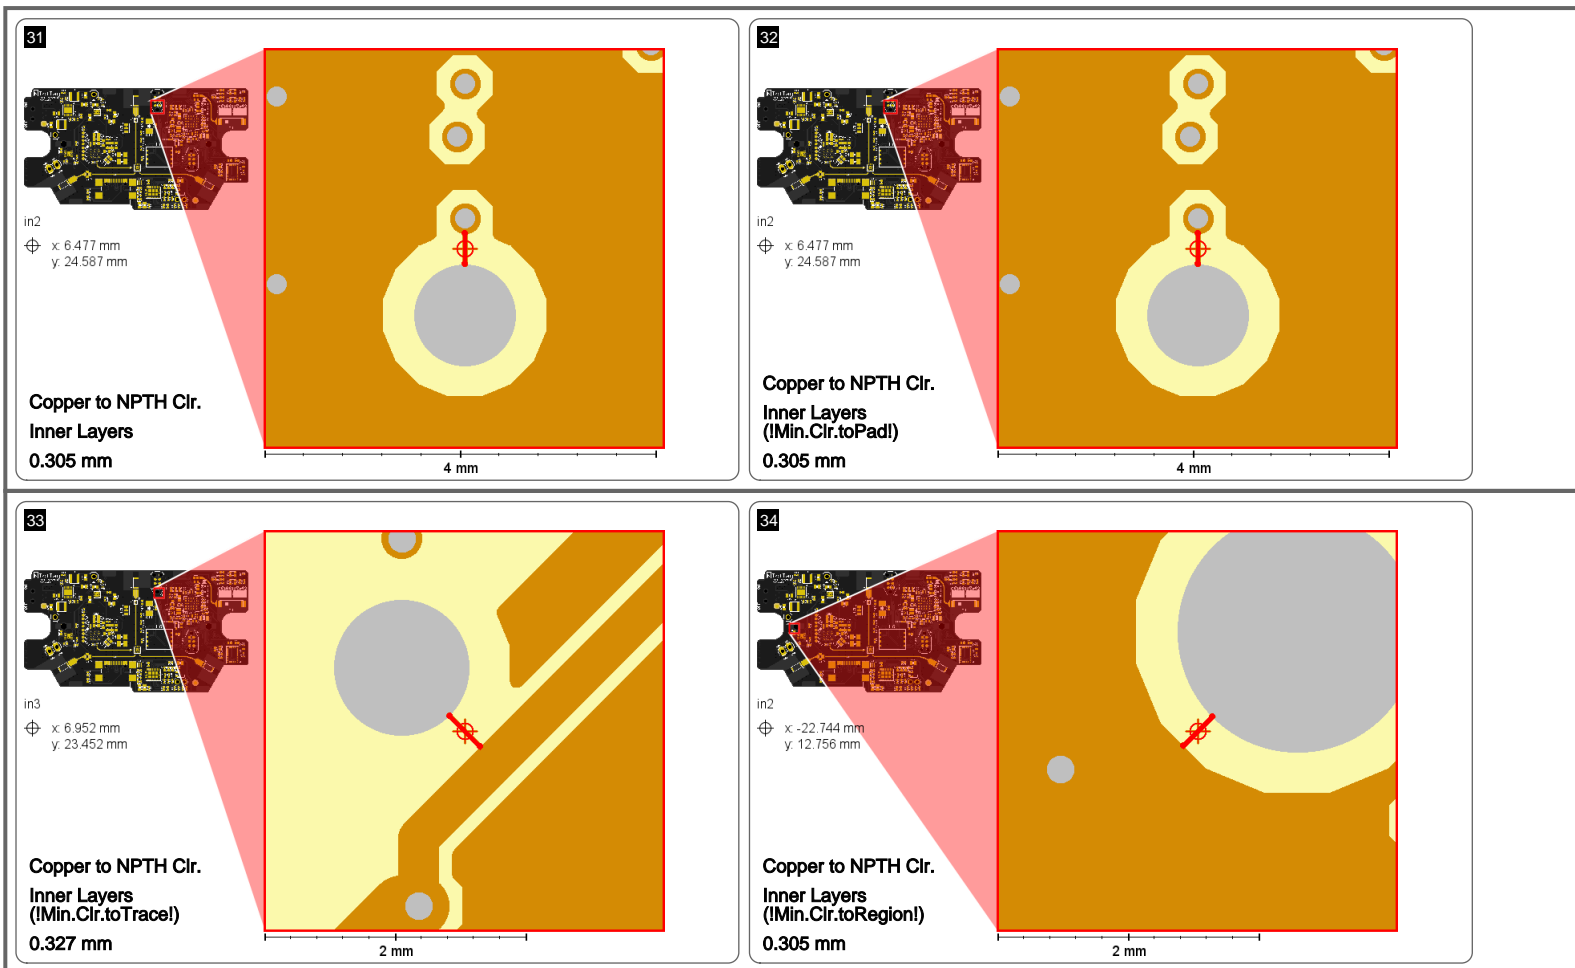 31
in2
x: 6.477 mm
y: 24.587 mm
Copper to NPTH Clr.
Inner Layers
0.305 mm
4 mm
32
in2
x: 6.477 mm
y: 24.587 mm
Copper to NPTH Clr.
Inner Layers
(!Min.Clr.toPad!)
0.305 mm
4 mm
33
in3
x: 6.952 mm
y: 23.452 mm
Copper to NPTH Clr.
Inner Layers
(!Min.Clr.toTrace!)
0.327 mm
2 mm
34
in2
x: -22.744 mm
y: 12.756 mm
Copper to NPTH Clr.
Inner Layers
(!Min.Clr.toRegion!)
0.305 mm
2 mm